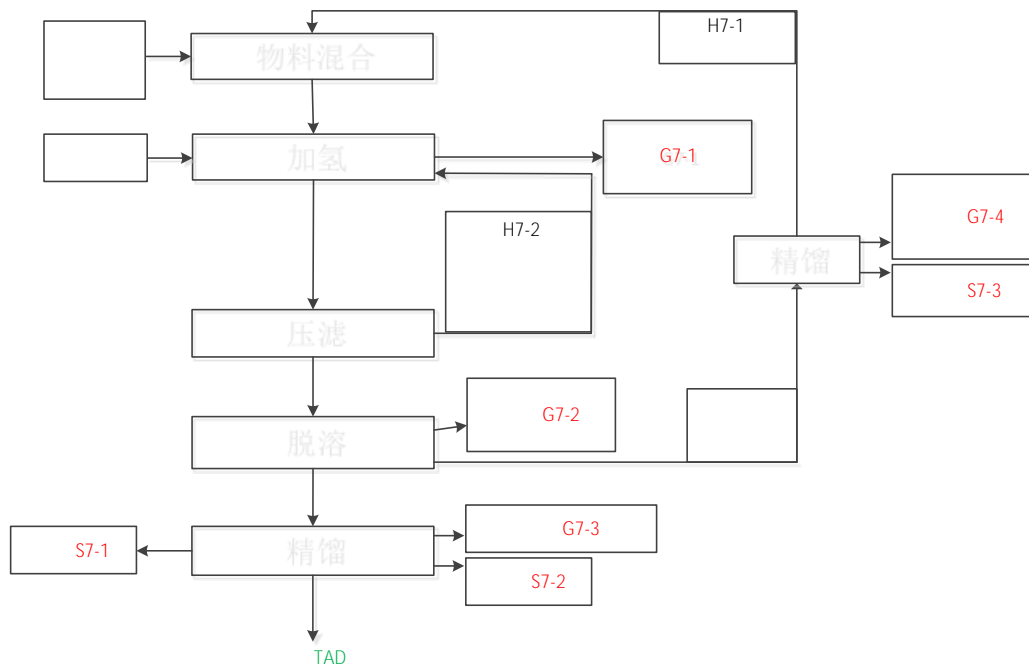 H7-1
物料混合
加氢
G7-1
G7-4
H7-2
精馏
S7-3
压滤
G7-2
脱溶
G7-3
精馏
S7-1
S7-2
TAD